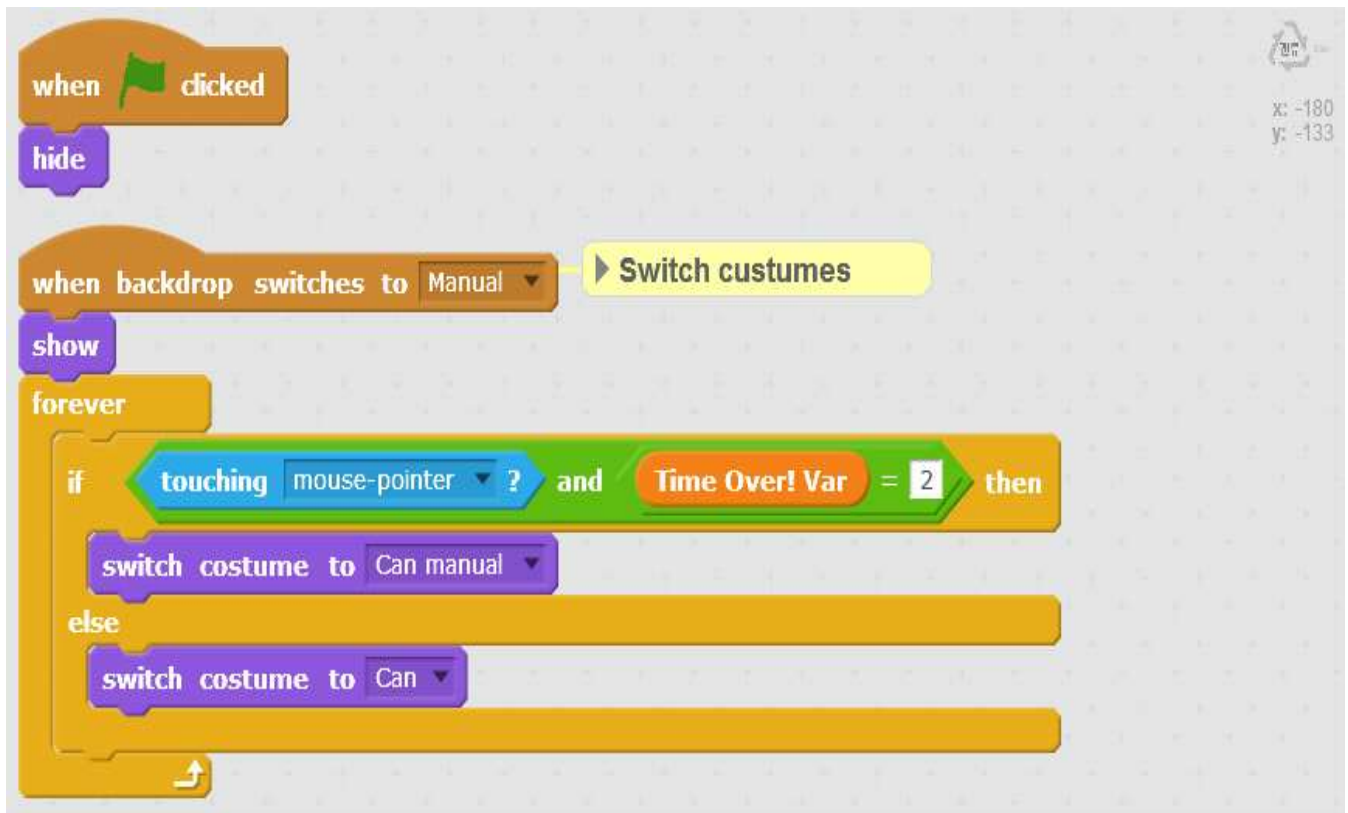 when clicked
hide
x: -180
y: -133
when backdrop switches to Manual
Switch custumes
show
forever
if touching mouse-pointer ? and Time Over! Var = 2 then
switch costume to Can manual
else
switch costume to Can